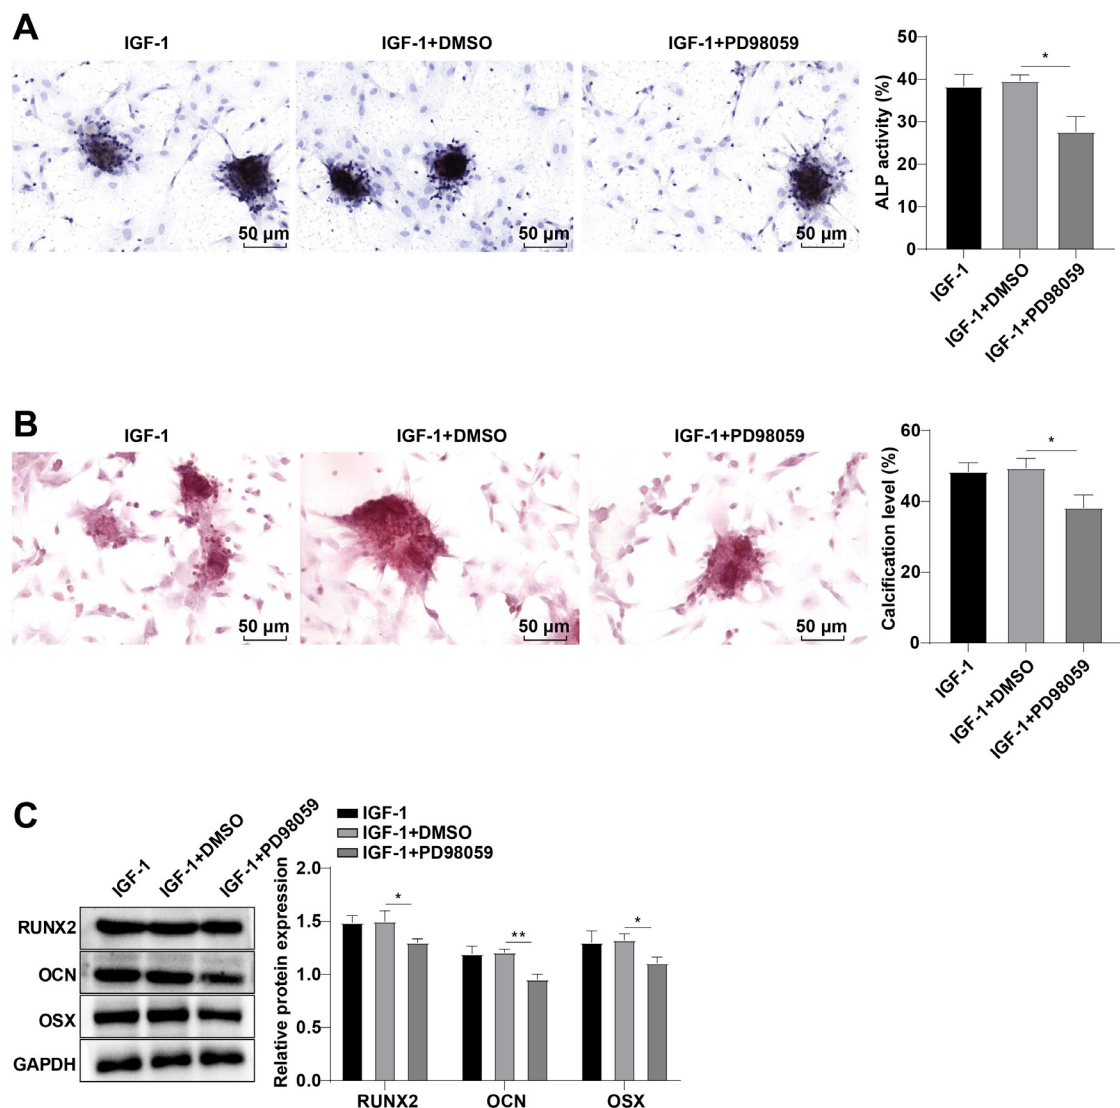 A
IGF-1
IGF-1+DMSO
IGF-1+PD98059
50 µm
50 µm
50 µm
ALP activity (%)
50
40
30
20
10
0
*
IGF-1
IGF-1+DMSO
IGF-1+PD98059
B
IGF-1
IGF-1+DMSO
IGF-1+PD98059
50 µm
50 µm
50 µm
Calcification level (%)
60
40
20
0
*
IGF-1
IGF-1+DMSO
IGF-1+PD98059
C
IGF-1
IGF-1+DMSO
IGF-1+PD98059
RUNX2
OCN
OSX
GAPDH
IGF-1
IGF-1+DMSO
IGF-1+PD98059
Relative protein expression
2.0
1.5
1.0
0.5
0.0
*
**
*
RUNX2
OCN
OSX